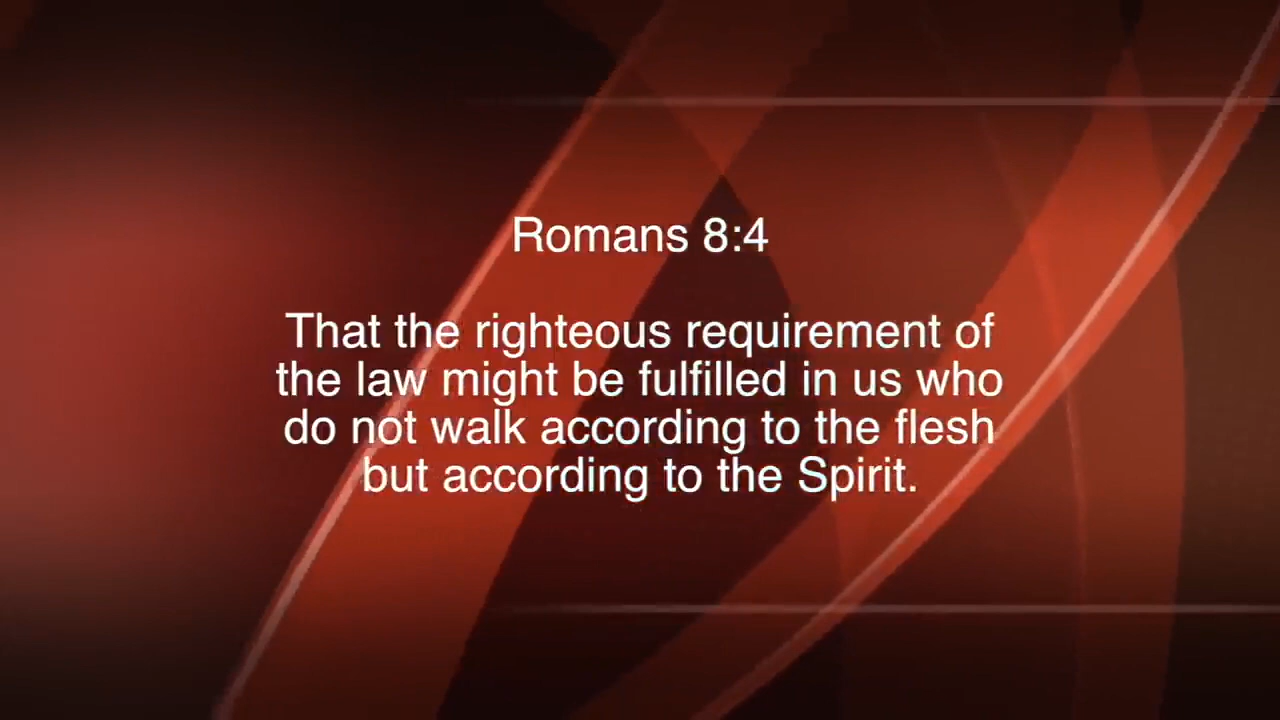 Romans 8:4
That the righteous requirement of
the law might be fulfilled in us who
do not walk according to the flesh
but according to the Spirit.